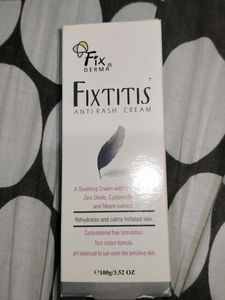 Fix
DERMA®
FIXTITIS
ANTI-RASH CREAM
A Soothing Cream with
Zinc Oxide,
and Neem extract.
Rehydrates and calms Irritated skin.
Corticosteroid free formulation.
Non irritant formula.
pH balanced to suit even the sensitive skin.
℮100g/3.52 OZ